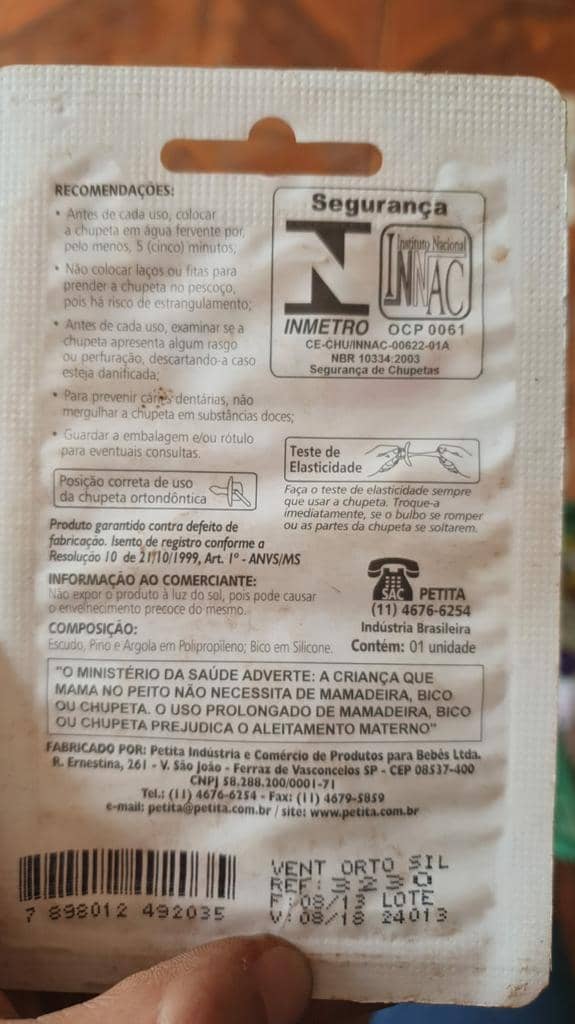 RECOMENDAÇÕES:
• Antes de cada uso, colocar
a chupeta em água fervente por,
pelo menos, 5 (cinco) minutos;
• Não colocar laços ou fitas para
prender a chupeta no pescoço,
pois há risco de estrangulamento;
• Antes de cada uso, examinar se a
chupeta apresenta algum rasgo
ou perfuração, descartando-a caso
esteja danificada;
• Para prevenir cáries dentárias, não
mergulhar a chupeta em substâncias doces;
• Guardar a embalagem e/ou rótulo
para eventuais consultas.
Segurança
Instituto Nacional
INNAC
INMETRO OCP 0061
CE-CHU/INNAC-00622-01A
NBR 10334:2003
Segurança de Chupetas
Teste de
Elasticidade
Faça o teste de elasticidade sempre
que usar a chupeta. Troque-a
imediatamente, se o bulbo se romper
ou as partes da chupeta se soltarem.
Posição correta de uso
da chupeta ortondôntica
Produto garantido contra defeito de
fabricação. Isento de registro conforme a
Resolução 10 de 21/10/1999, Art. 1º - ANVS/MS
INFORMAÇÃO AO COMERCIANTE:
Não expor o produto à luz do sol, pois pode causar
o envelhecimento precoce do mesmo.
COMPOSIÇÃO:
Escudo, Pino e Argola em Polipropileno; Bico em Silicone.
SAC PETITA
(11) 4676-6254
Indústria Brasileira
Contém: 01 unidade
"O MINISTÉRIO DA SAÚDE ADVERTE: A CRIANÇA QUE
MAMA NO PEITO NÃO NECESSITA DE MAMADEIRA, BICO
OU CHUPETA. O USO PROLONGADO DE MAMADEIRA, BICO
OU CHUPETA PREJUDICA O ALEITAMENTO MATERNO"
FABRICADO POR: Petita Indústria e Comércio de Produtos para Bebês Ltda.
R. Ernestina, 261 - V. São João - Ferraz de Vasconcelos SP - CEP 08537-400
CNPJ 58.288.200/0001-71
Tel.: (11) 4676-6254 - Fax: (11) 4679-5859
e-mail: petita@petita.com.br / site: www.petita.com.br
7 898012 492035
VENT ORTO SIL
REF: 3230
F:08/13 LOTE
V:08/18 24013